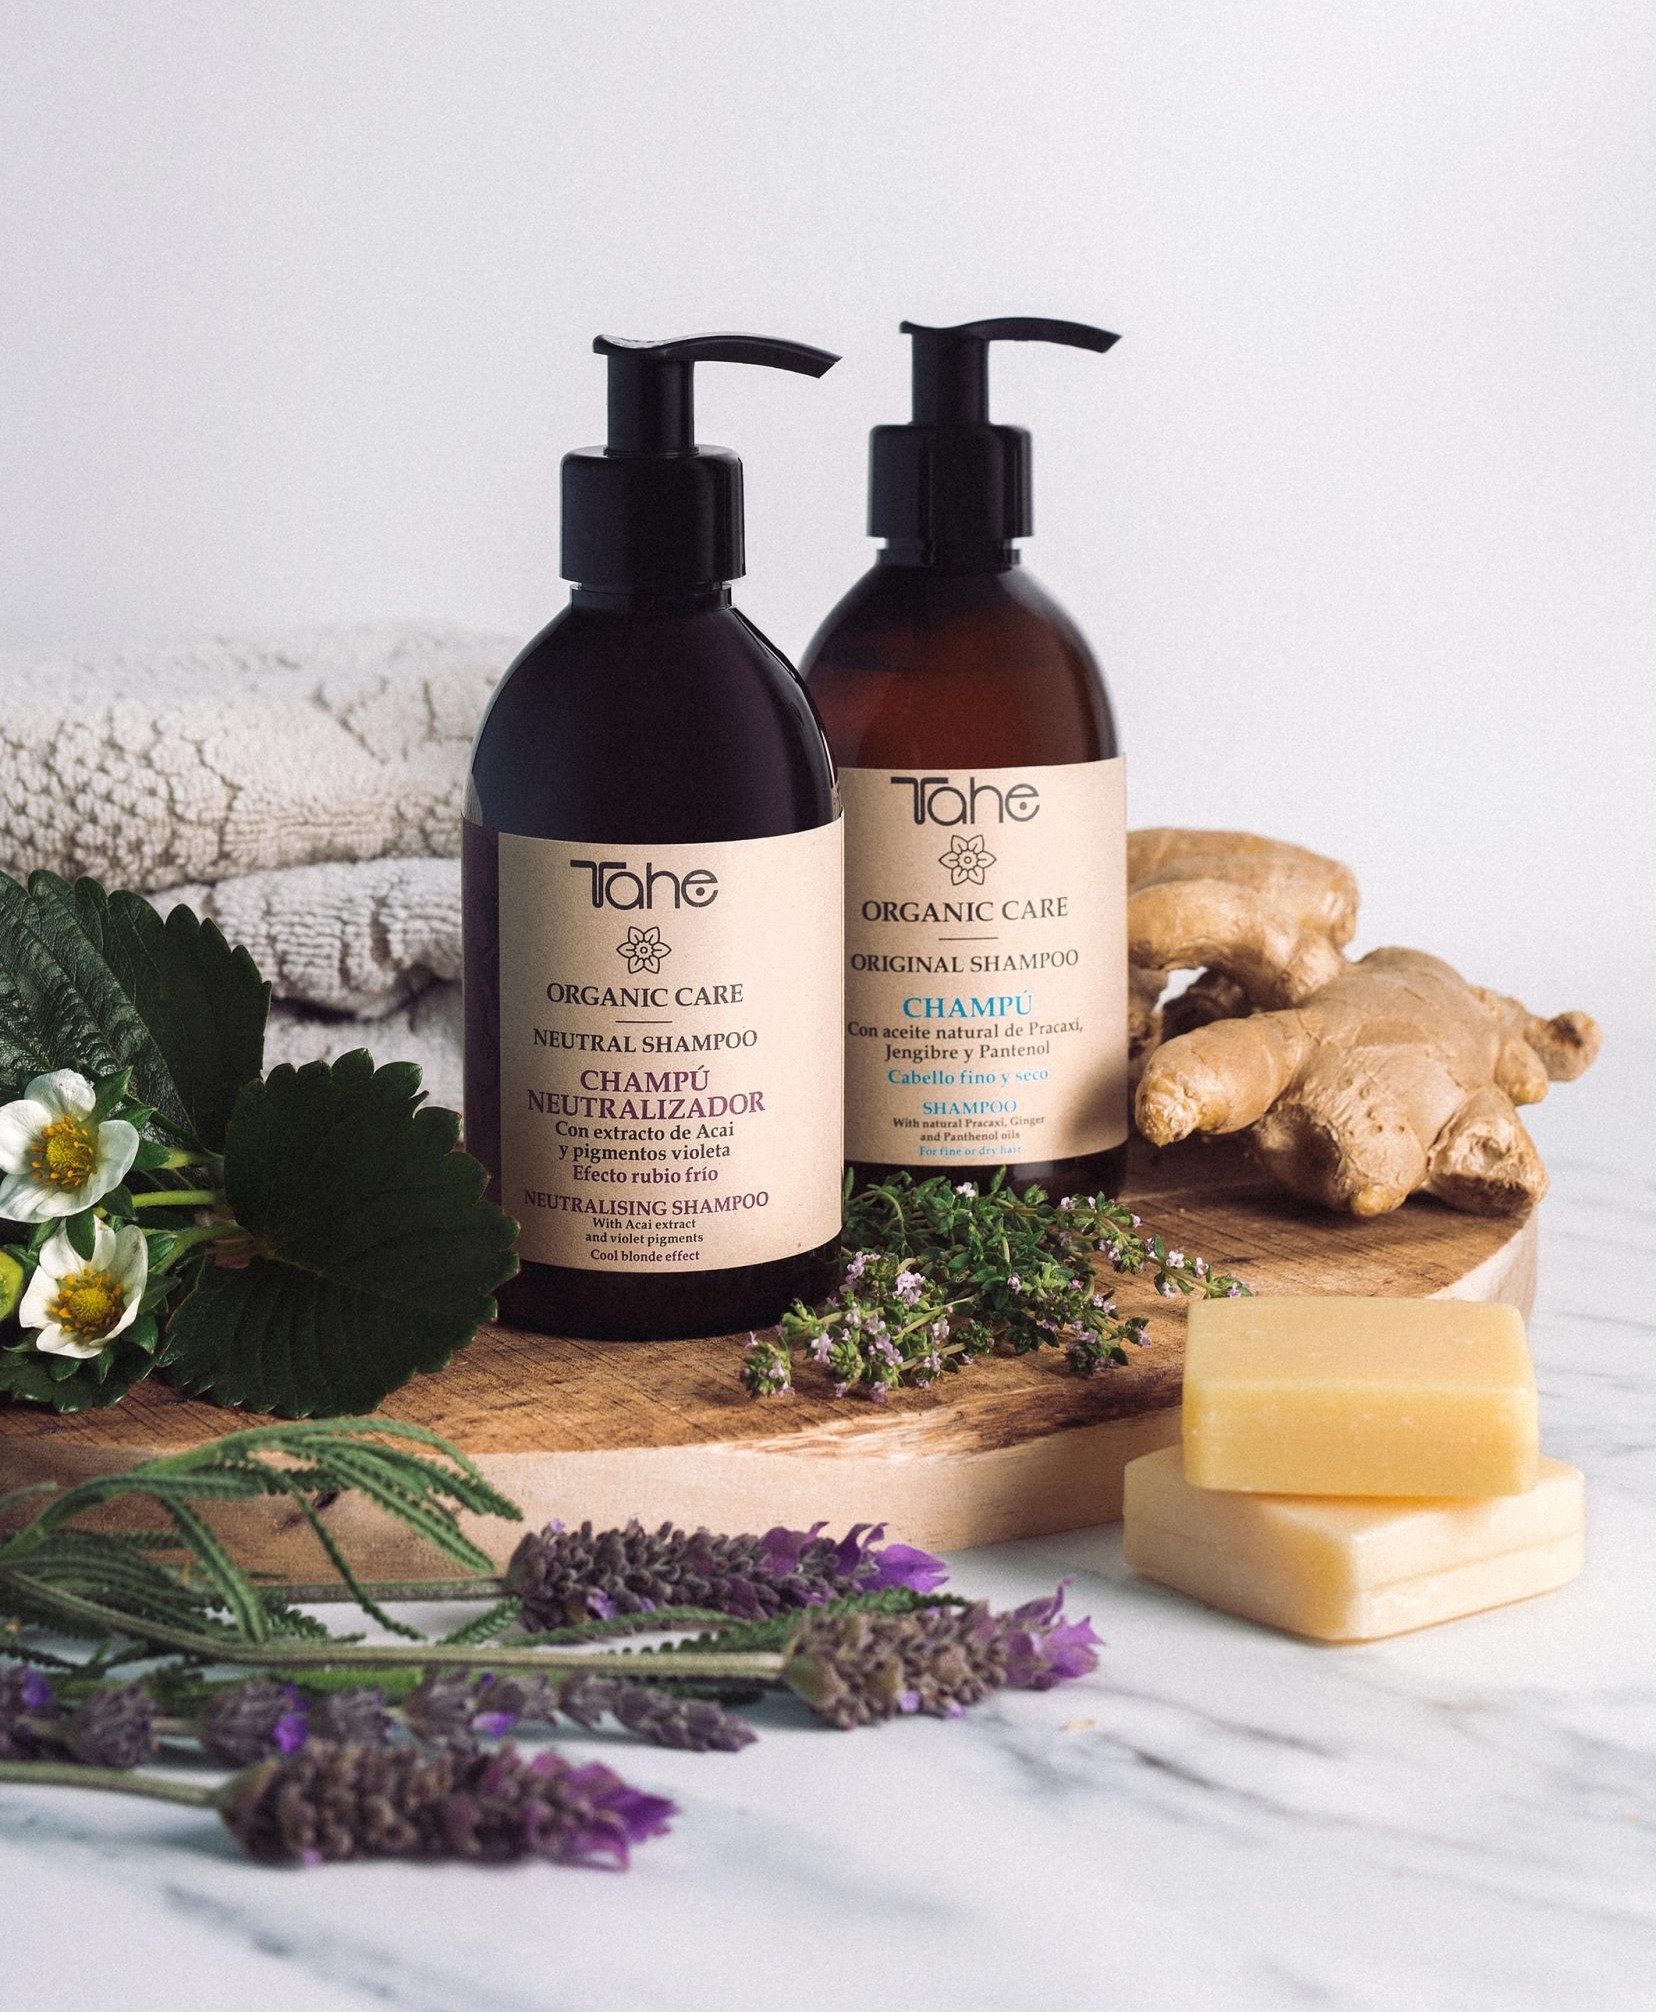 Tahe
ORGANIC CARE
NEUTRAL SHAMPOO
CHAMPÚ
NEUTRALIZADOR
Con extracto de Acai
y pigmentos violeta
Efecto rubio frío
NEUTRALISING SHAMPOO
With Acai extract
and violet pigments
Cool blonde effect
Tahe
ORGANIC CARE
ORIGINAL SHAMPOO
CHAMPÚ
Con aceite natural de Pracaxi,
Jengibre y Pantenol
Cabello fino y seco
SHAMPOO
With natural Pracaxi, Ginger
and Panthenol oils
For fine or dry hair